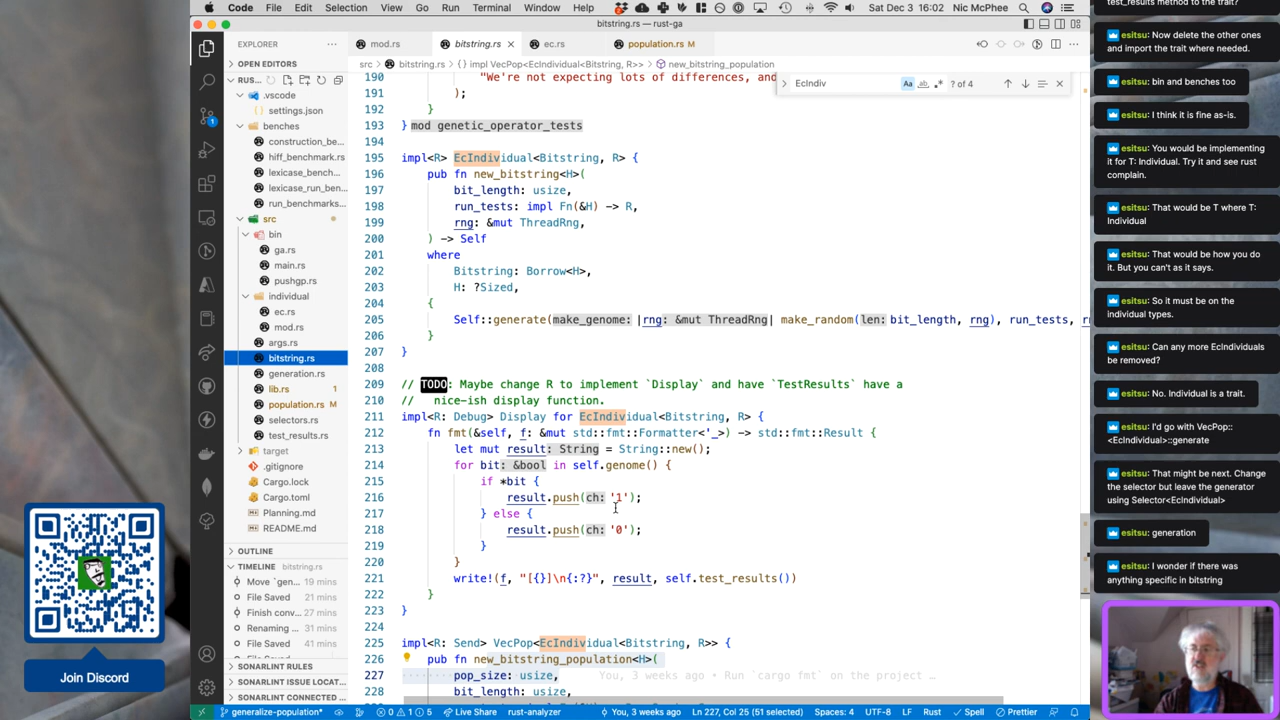 Code File Edit Selection View Go Run Terminal Window Help
Sat Dec 3 16:02 Nic McPhee
bitstring.rs — rust-ga
EXPLORER
OPEN EDITORS
RUS...
.vscode
settings.json
benches
construction_be...
hiff_benchmark.rs
lexicase_bench...
lexicase_run_ben...
run_benchmarks...
src
bin
ga.rs
main.rs
pushgp.rs
individual
ec.rs
mod.rs
args.rs
bitstring.rs
generation.rs
lib.rs 1
population.rs M
selectors.rs
test_results.rs
target
.gitignore
Cargo.lock
Cargo.toml
Planning.md
README.md
OUTLINE
TIMELINE bitstring.rs
Move `gen... 19 mins
File Saved 21 mins
Finish conv... 27 mins
Renaming ... 31 mins
File Saved 41 mins
SONARLINT RULES
SONARLINT ISSUE LOCAT...
SONARLINT CONNECTED ...
mod.rs bitstring.rs ec.rs population.rs M
src > bitstring.rs > {} impl VecPop<EcIndividual<Bitstring, R>> > new_bitstring_population
EcIndiv Aa ab ? of 4
190 "We're not expecting lots of differences, and
191 );
192 }
193 } mod genetic_operator_tests
194
195 impl<R> EcIndividual<Bitstring, R> {
196 pub fn new_bitstring<H>(
197 bit_length: usize,
198 run_tests: impl Fn(&H) -> R,
199 rng: &mut ThreadRng,
200 ) -> Self
201 where
202 Bitstring: Borrow<H>,
203 H: ?Sized,
204 {
205 Self::generate(make_genome: |rng: &mut ThreadRng| make_random(len: bit_length, rng), run_tests, r
206 }
207 }
208
209 // TODO: Maybe change R to implement `Display` and have `TestResults` have a
210 // nice-ish display function.
211 impl<R: Debug> Display for EcIndividual<Bitstring, R> {
212 fn fmt(&self, f: &mut std::fmt::Formatter<'_>) -> std::fmt::Result {
213 let mut result: String = String::new();
214 for bit: &bool in self.genome() {
215 if *bit {
216 result.push(ch: '1');
217 } else {
218 result.push(ch: '0');
219 }
220 }
221 write!(f, "[{}]\n{:?}", result, self.test_results())
222 }
223 }
225 impl<R: Send> VecPop<EcIndividual<Bitstring, R>> {
226 pub fn new_bitstring_population<H>(
227 pop_size: usize, You, 3 weeks ago • Run `cargo fmt` on the project …
228 bit_length: usize,
generalize-population* 0 1 5 Live Share rust-analyzer You, 3 weeks ago Ln 227, Col 25 (51 selected) Spaces: 4 UTF-8 LF Rust Spell Prettier
Join Discord
test_results method to the trait?
esitsu: Now delete the other ones
and import the trait where needed.
esitsu: bin and benches too
esitsu: I think it is fine as-is.
esitsu: You would be implementing
it for T: Individual. Try it and see rust
complain.
esitsu: That would be T where T:
Individual
esitsu: That would be how you do
it. But you can't as it says.
esitsu: So it must be on the
individual types.
esitsu: Can any more EcIndividuals
be removed?
esitsu: No. Individual is a trait.
esitsu: I'd go with VecPop::
<EcIndividual>::generate
esitsu: That might be next. Change
the selector but leave the generator
using Selector<EcIndividual>
esitsu: generation
esitsu: I wonder if there was
anything specific in bitstring